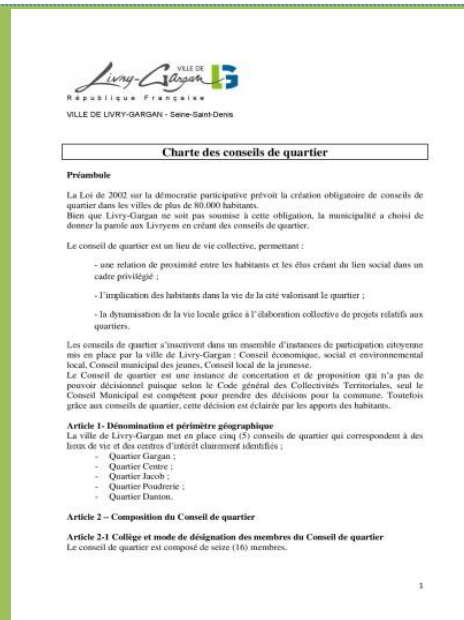 VILLE DE
Livry-Gargan
République Française
VILLE DE LIVRY-GARGAN - Seine-Saint-Denis
Charte des conseils de quartier
Préambule
La Loi de 2002 sur la démocratie participative prévoit la création obligatoire de conseils de
quartier dans les villes de plus de 80.000 habitants.
Bien que Livry-Gargan ne soit pas soumise à cette obligation, la municipalité a choisi de
donner la parole aux Livryens en créant des conseils de quartier.
Le conseil de quartier est un lieu de vie collective, permettant :
- une relation de proximité entre les habitants et les élus créant du lien social dans un
cadre privilégié ;
- l'implication des habitants dans la vie de la cité valorisant le quartier ;
- la dynamisation de la vie locale grâce à l'élaboration collective de projets relatifs aux
quartiers.
Les conseils de quartier s'inscrivent dans un ensemble d'instances de participation citoyenne
mis en place par la ville de Livry-Gargan : Conseil économique, social et environnemental
local, Conseil municipal des jeunes, Conseil local de la jeunesse.
Le Conseil de quartier est une instance de concertation et de proposition qui n'a pas de
pouvoir décisionnel puisque selon le Code général des Collectivités Territoriales, seul le
Conseil Municipal est compétent pour prendre des décisions pour la commune. Toutefois
grâce aux conseils de quartier, cette décision est éclairée par les apports des habitants.
Article 1- Dénomination et périmètre géographique
La ville de Livry-Gargan met en place cinq (5) conseils de quartier qui correspondent à des
lieux de vie et des centres d'intérêt clairement identifiés ;
- Quartier Gargan ;
- Quartier Centre ;
- Quartier Jacob ;
- Quartier Poudrerie ;
- Quartier Danton.
Article 2 – Composition du Conseil de quartier
Article 2-1 Collège et mode de désignation des membres du Conseil de quartier
Le conseil de quartier est composé de seize (16) membres.
1